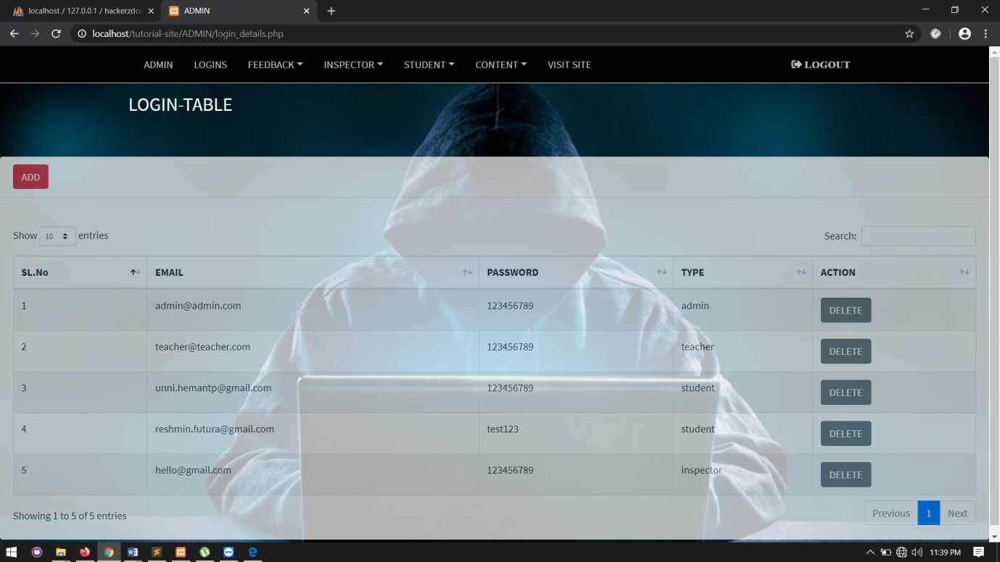 localhost / 127.0.0.1 / hackerzdo
ADMIN
localhost/tutorial-site/ADMIN/login_details.php
ADMIN LOGINS FEEDBACK INSPECTOR STUDENT CONTENT VISIT SITE LOGOUT
LOGIN-TABLE
ADD
Show 10 entries Search:
SL.No EMAIL PASSWORD TYPE ACTION
1 admin@admin.com 123456789 admin DELETE
2 teacher@teacher.com 123456789 teacher DELETE
3 unni.hemantp@gmail.com 123456789 student DELETE
4 reshmin.futura@gmail.com test123 student DELETE
5 hello@gmail.com 123456789 inspector DELETE
Showing 1 to 5 of 5 entries Previous 1 Next
11:39 PM